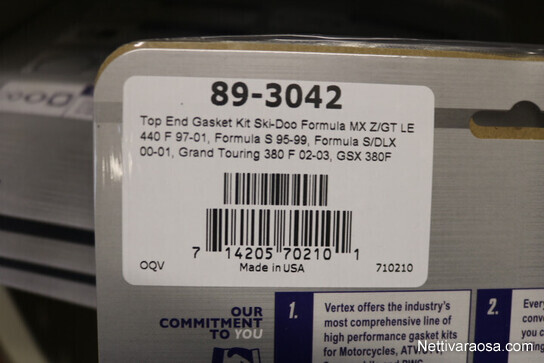 89-3042
Top End Gasket Kit Ski-Doo Formula MX Z/GT LE
440 F 97-01, Formula S 95-99, Formula S/DLX
00-01, Grand Touring 380 F 02-03, GSX 380F
7 14205 70210 1
OQV Made in USA 710210
OUR
COMMITMENT
TO YOU
1.
Vertex offers the industry's
most comprehensive line of
high performance gasket kits
for Motorcycles, ATV
2.
Nettivaraosa.com